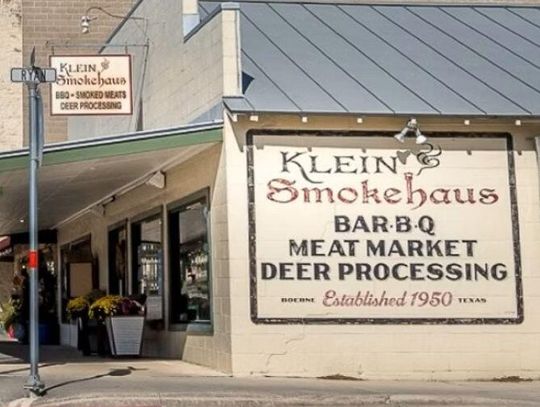 KLEIN
Smokehaus
BBQ • SMOKED MEATS
DEER PROCESSING
RYAN
KLEIN
Smokehaus
BAR·B·Q
MEAT MARKET
DEER PROCESSING
BOERNE Established 1950 TEXAS